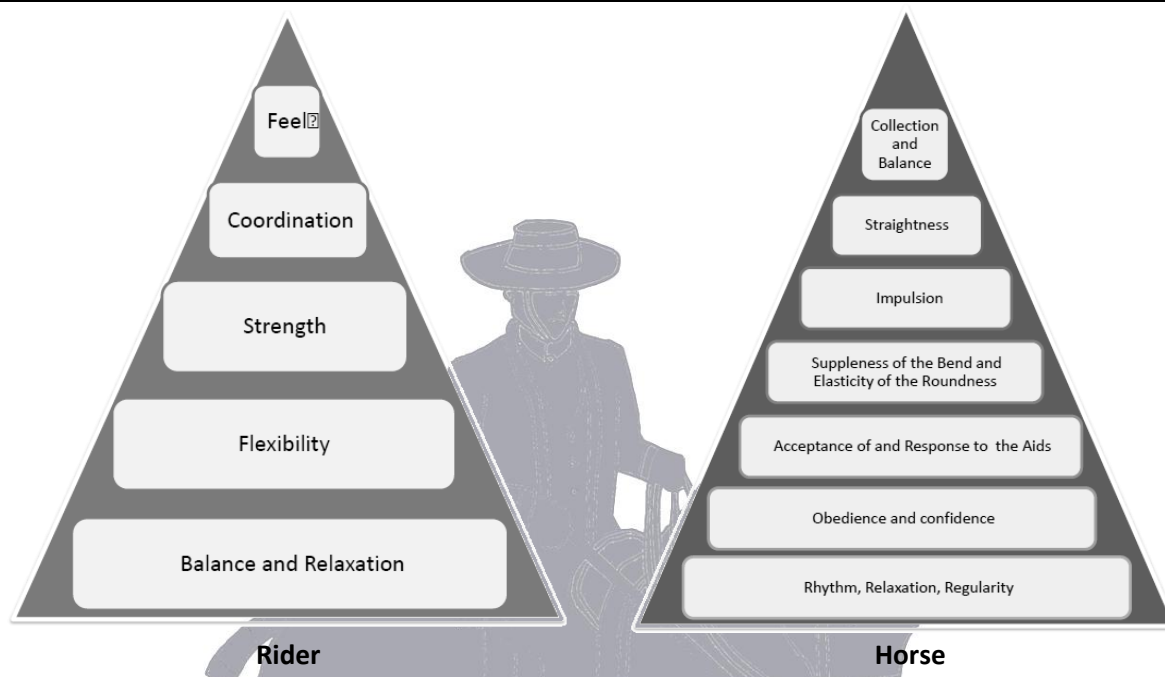 Feel
Coordination
Strength
Flexibility
Balance and Relaxation
Rider
Collection
and
Balance
Straightness
Impulsion
Suppleness of the Bend and
Elasticity of the Roundness
Acceptance of and Response to the Aids
Obedience and confidence
Rhythm, Relaxation, Regularity
Horse